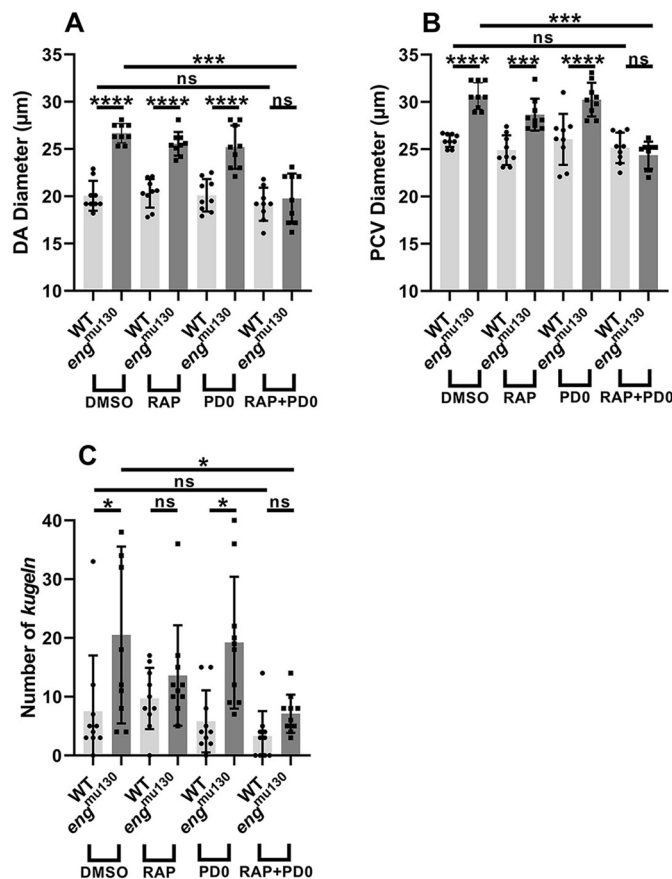 A
***
ns
**** **** **** ns
DA Diameter (µm)
35
30
25
20
15
10
WT
eng^mu130
WT
eng^mu130
WT
eng^mu130
WT
eng^mu130
DMSO RAP PD0 RAP+PD0
B
***
ns
**** *** **** ns
PCV Diameter (µm)
35
30
25
20
15
10
WT
eng^mu130
WT
eng^mu130
WT
eng^mu130
WT
eng^mu130
DMSO RAP PD0 RAP+PD0
C
*
ns
* ns * ns
Number of kugeln
40
30
20
10
0
WT
eng^mu130
WT
eng^mu130
WT
eng^mu130
WT
eng^mu130
DMSO RAP PD0 RAP+PD0